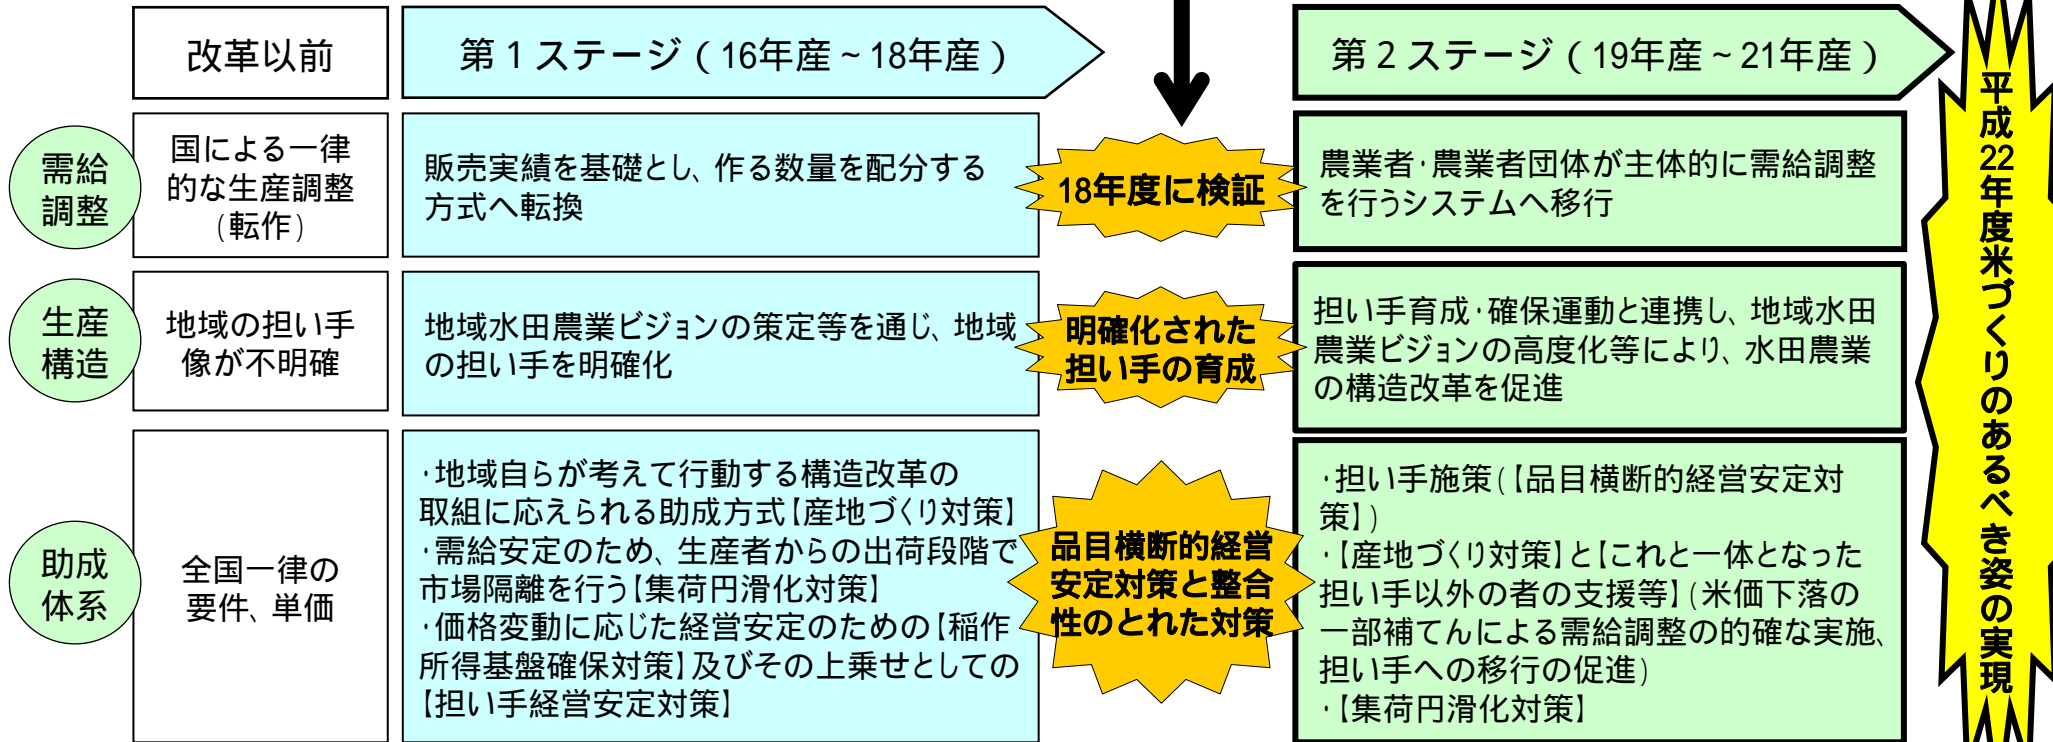 改革以前
第1ステージ(16年産~18年産)
第2ステージ(19年産~21年産)
需給
調整
国による一律
的な生産調整
(転作)
販売実績を基礎とし、作る数量を配分する
方式へ転換
18年度に検証
農業者・農業者団体が主体的に需給調整
を行うシステムへ移行
生産
構造
地域の担い手
像が不明確
地域水田農業ビジョンの策定等を通じ、地域
の担い手を明確化
明確化された
担い手の育成
担い手育成・確保運動と連携し、地域水田
農業ビジョンの高度化等により、水田農業
の構造改革を促進
助成
体系
全国一律の
要件、単価
・地域自らが考えて行動する構造改革の
取組に応えられる助成方式【産地づくり対策】
・需給安定のため、生産者からの出荷段階で
市場隔離を行う【集荷円滑化対策】
・価格変動に応じた経営安定のための【稲作
所得基盤確保対策】及びその上乗せとしての
【担い手経営安定対策】
品目横断的経営
安定対策と整合
性のとれた対策
・担い手施策(【品目横断的経営安定対
策】)
・【産地づくり対策】と【これと一体となった
担い手以外の者の支援等】(米価下落の
一部補てんによる需給調整の的確な実施、
担い手への移行の促進)
・【集荷円滑化対策】
平成22年度米づくりのあるべき姿の実現